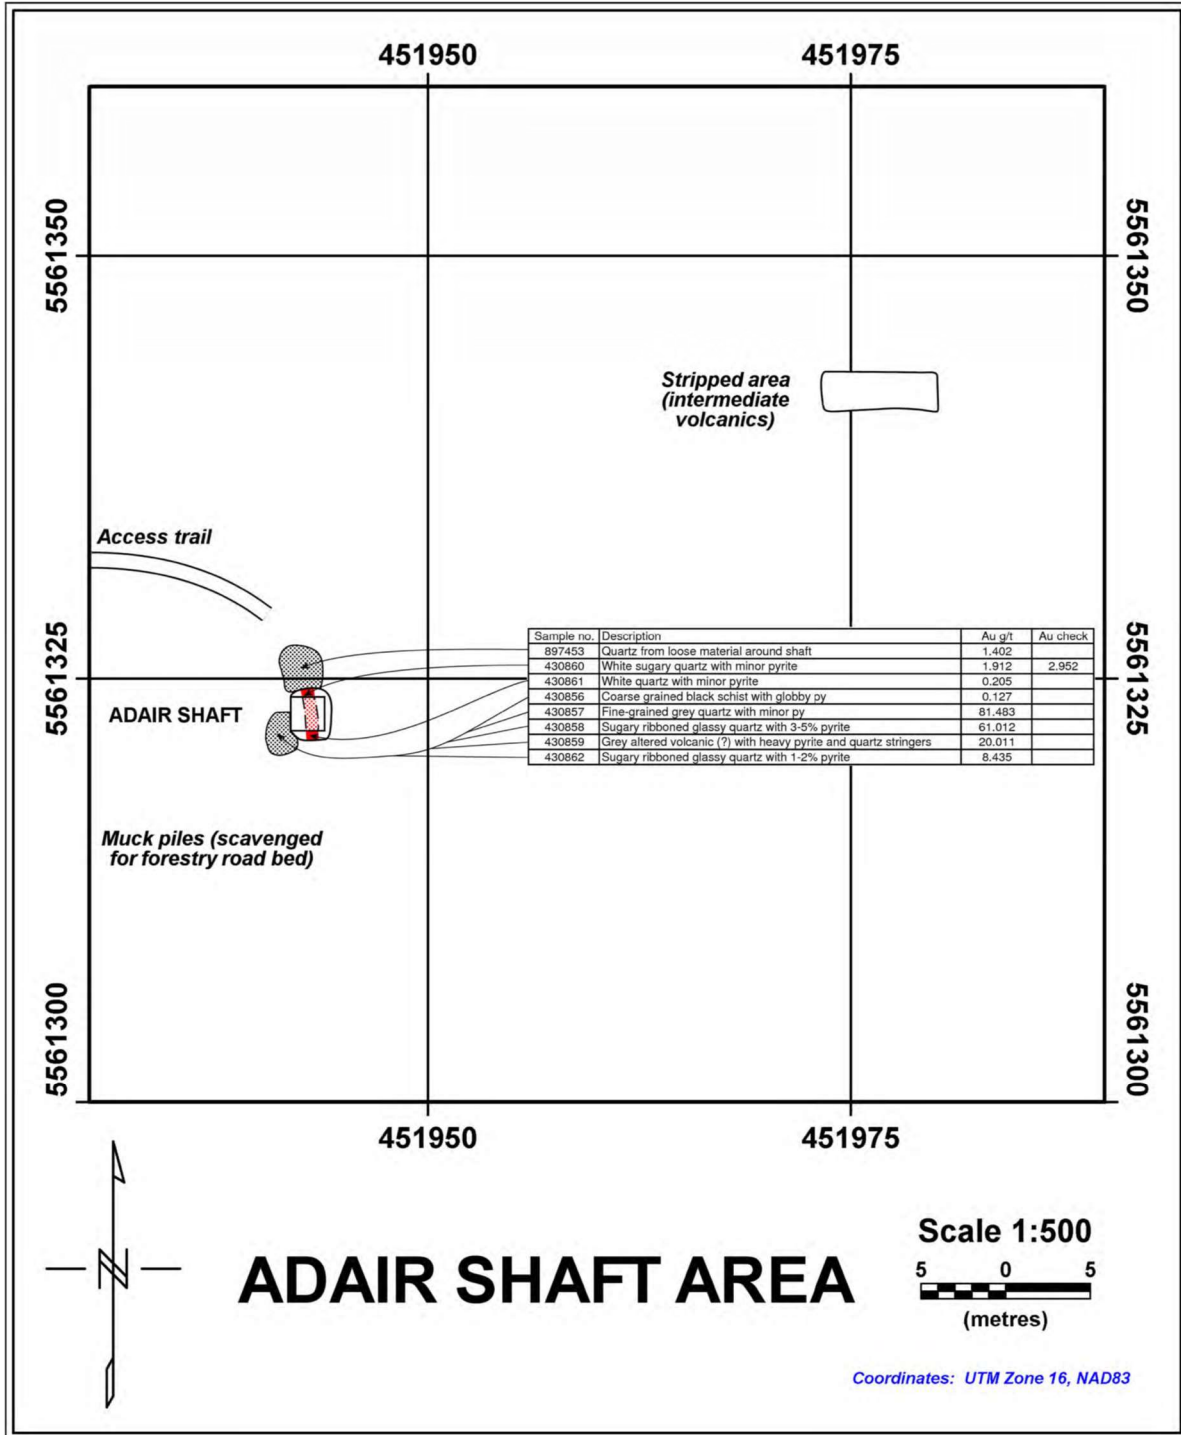 451950 451975
5561350 5561350
Stripped area
(intermediate
volcanics)
Access trail
5561325 5561325
Sample no. Description Au g/t Au check
897453 Quartz from loose material around shaft 1.402
430860 White sugary quartz with minor pyrite 1.912 2.952
430861 White quartz with minor pyrite 0.205
430856 Coarse grained black schist with globby py 0.127
430857 Fine-grained grey quartz with minor py 81.483
430858 Sugary ribboned glassy quartz with 3-5% pyrite 61.012
430859 Grey altered volcanic (?) with heavy pyrite and quartz stringers 20.011
430862 Sugary ribboned glassy quartz with 1-2% pyrite 8.435
ADAIR SHAFT
Muck piles (scavenged
for forestry road bed)
5561300 5561300
451950 451975
N
ADAIR SHAFT AREA
Scale 1:500
5 0 5
(metres)
Coordinates: UTM Zone 16, NAD83